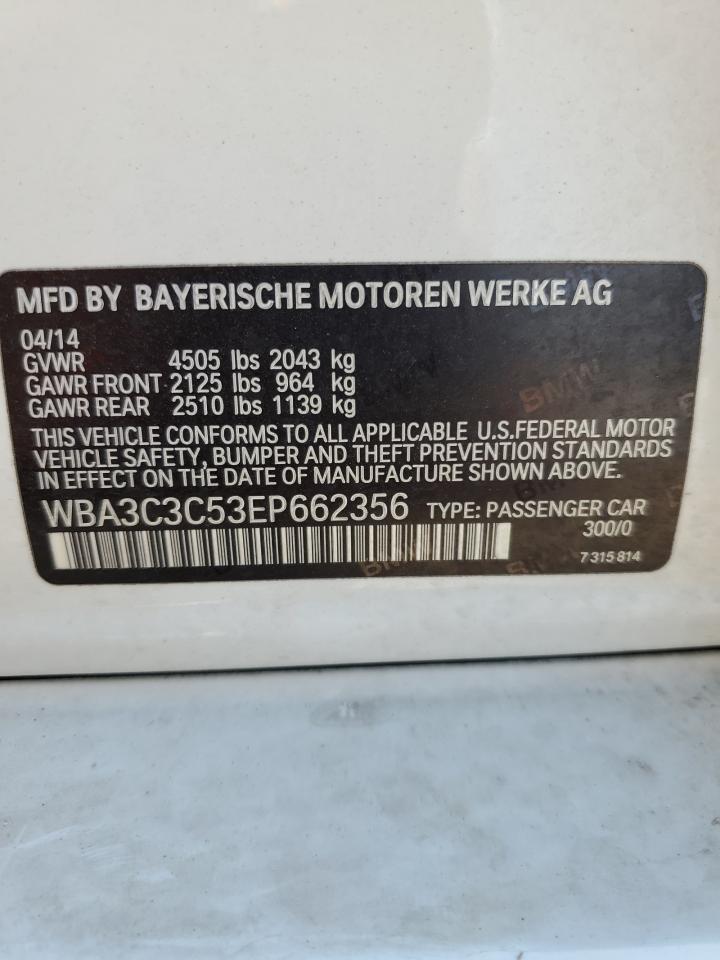 MFD BY BAYERISCHE MOTOREN WERKE AG
04/14
GVWR 4505 lbs 2043 kg
GAWR FRONT 2125 lbs 964 kg
GAWR REAR 2510 lbs 1139 kg
THIS VEHICLE CONFORMS TO ALL APPLICABLE U.S.FEDERAL MOTOR
VEHICLE SAFETY, BUMPER AND THEFT PREVENTION STANDARDS
IN EFFECT ON THE DATE OF MANUFACTURE SHOWN ABOVE.
WBA3C3C53EP662356 TYPE: PASSENGER CAR
300/0
7 315 814
BMW
BMW
BMW